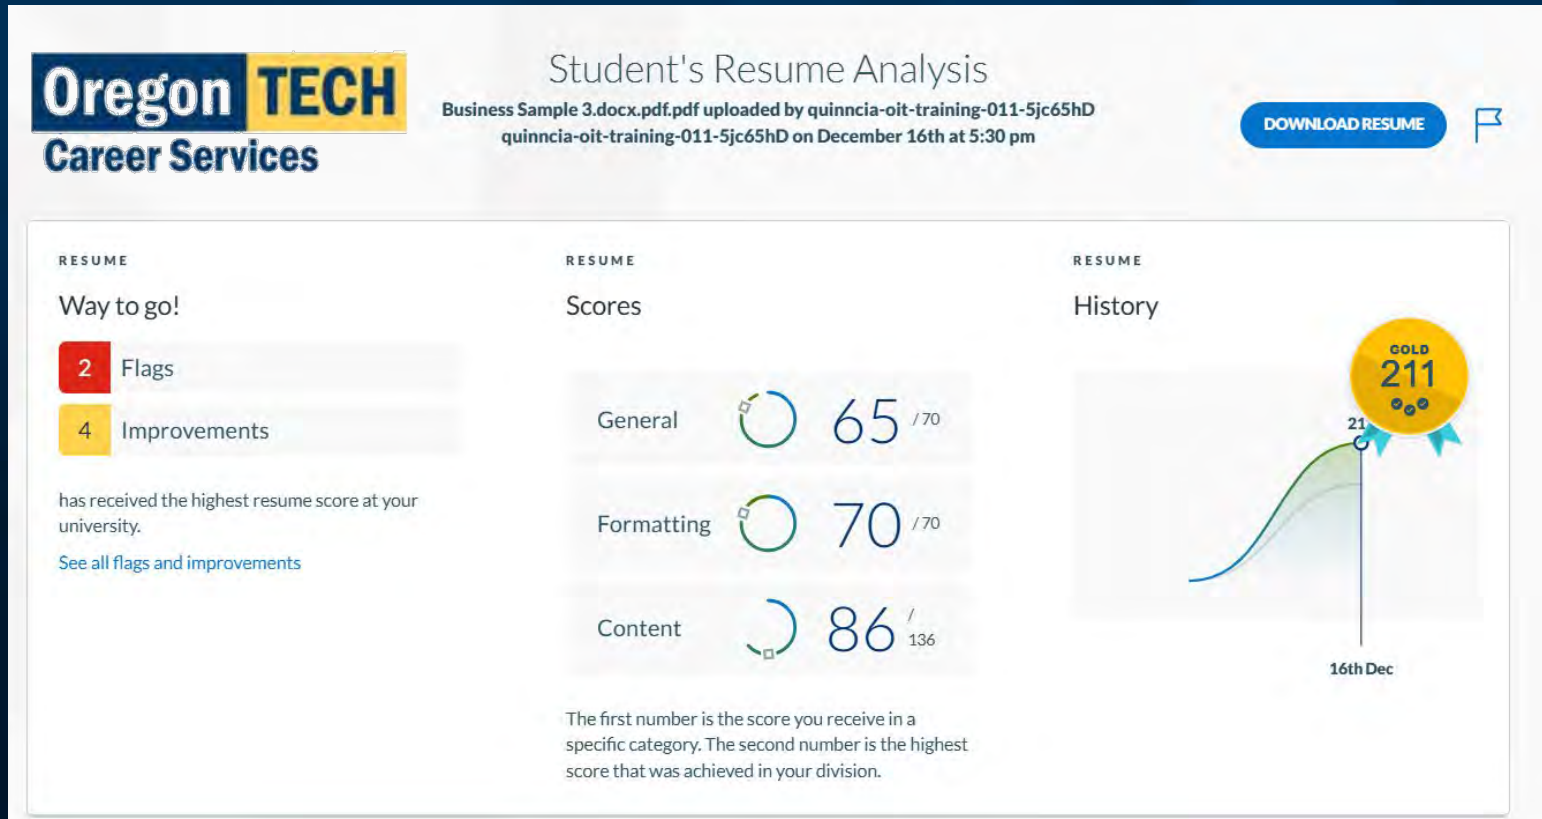 Oregon TECH
Career Services
Student's Resume Analysis
Business Sample 3.docx.pdf.pdf uploaded by quinncia-oit-training-011-5jc65hD
quinncia-oit-training-011-5jc65hD on December 16th at 5:30 pm
DOWNLOAD RESUME
RESUME
Way to go!
2 Flags
4 Improvements
has received the highest resume score at your
university.
See all flags and improvements
RESUME
Scores
General 65 / 70
Formatting 70 / 70
Content 86 / 136
The first number is the score you receive in a
specific category. The second number is the highest
score that was achieved in your division.
RESUME
History
GOLD
211
21
16th Dec